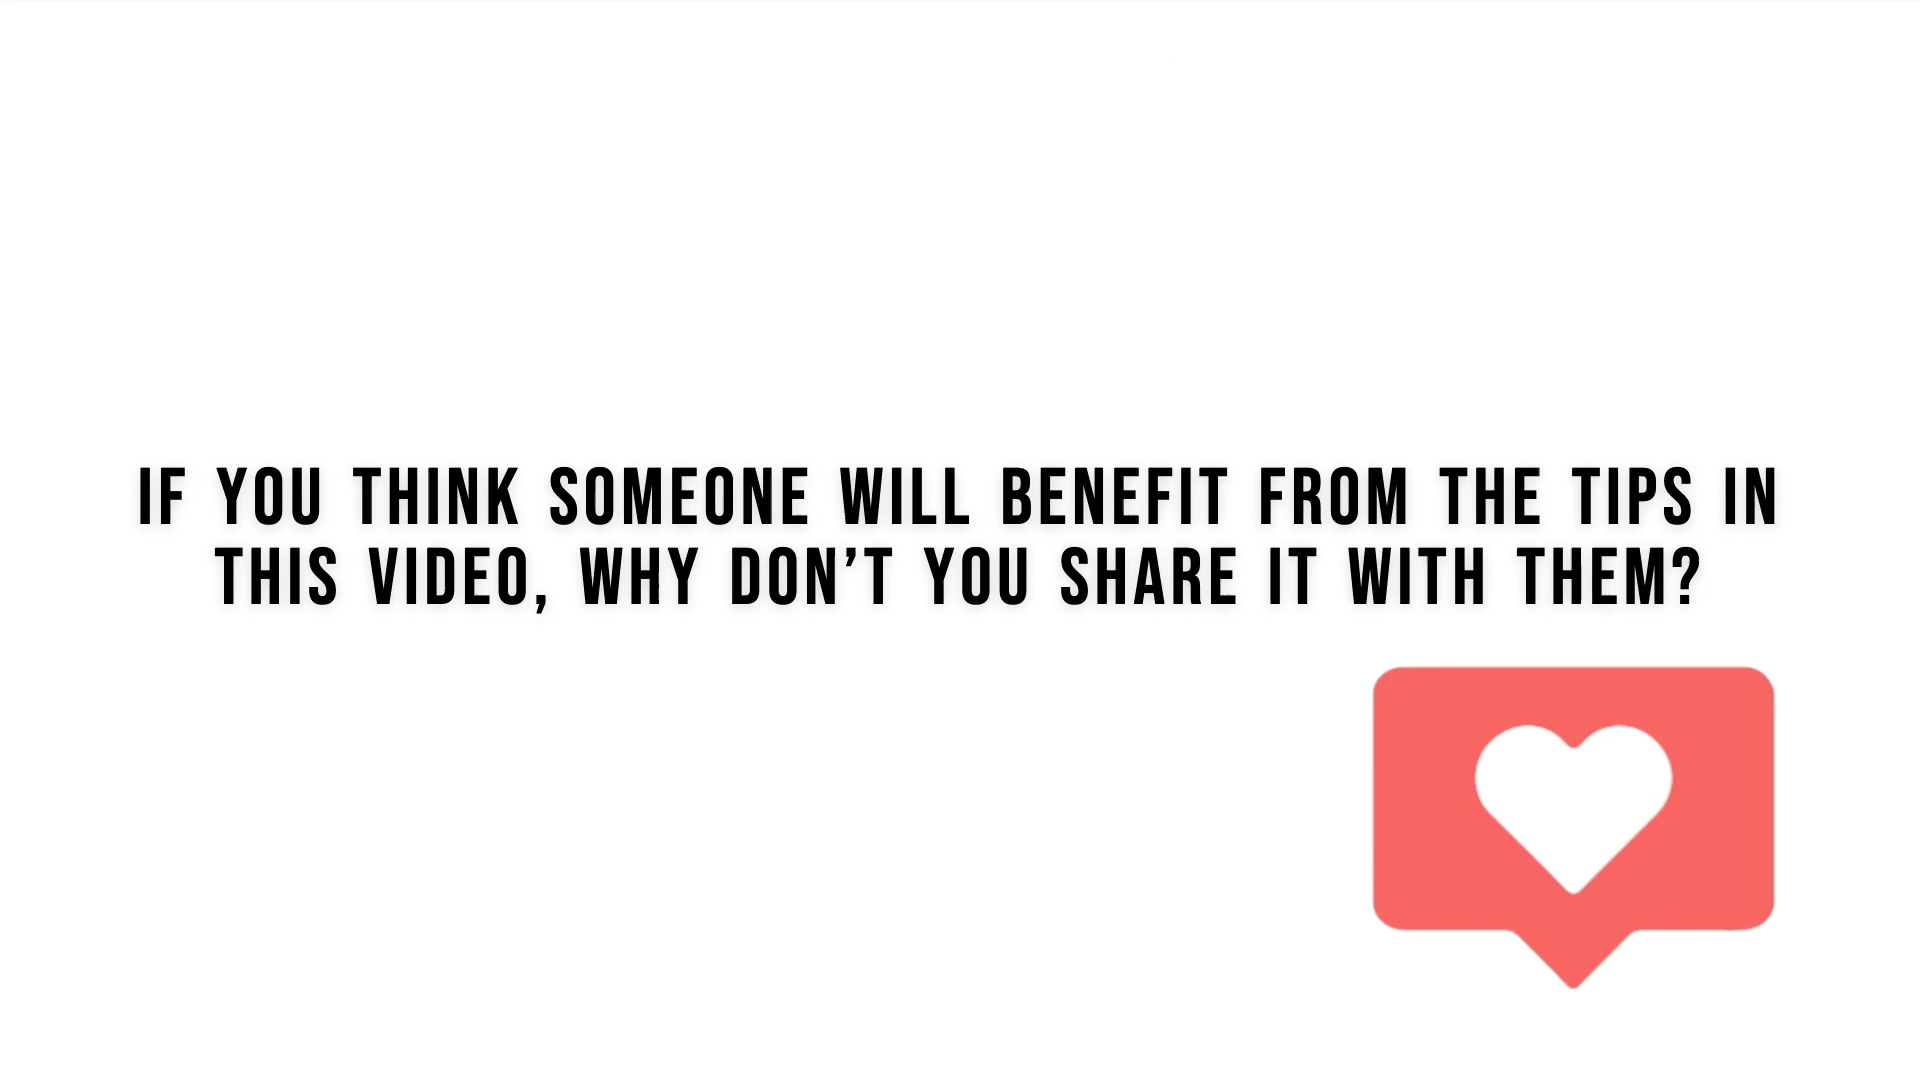 IF YOU THINK SOMEONE WILL BENEFIT FROM THE TIPS IN
THIS VIDEO, WHY DON’T YOU SHARE IT WITH THEM?